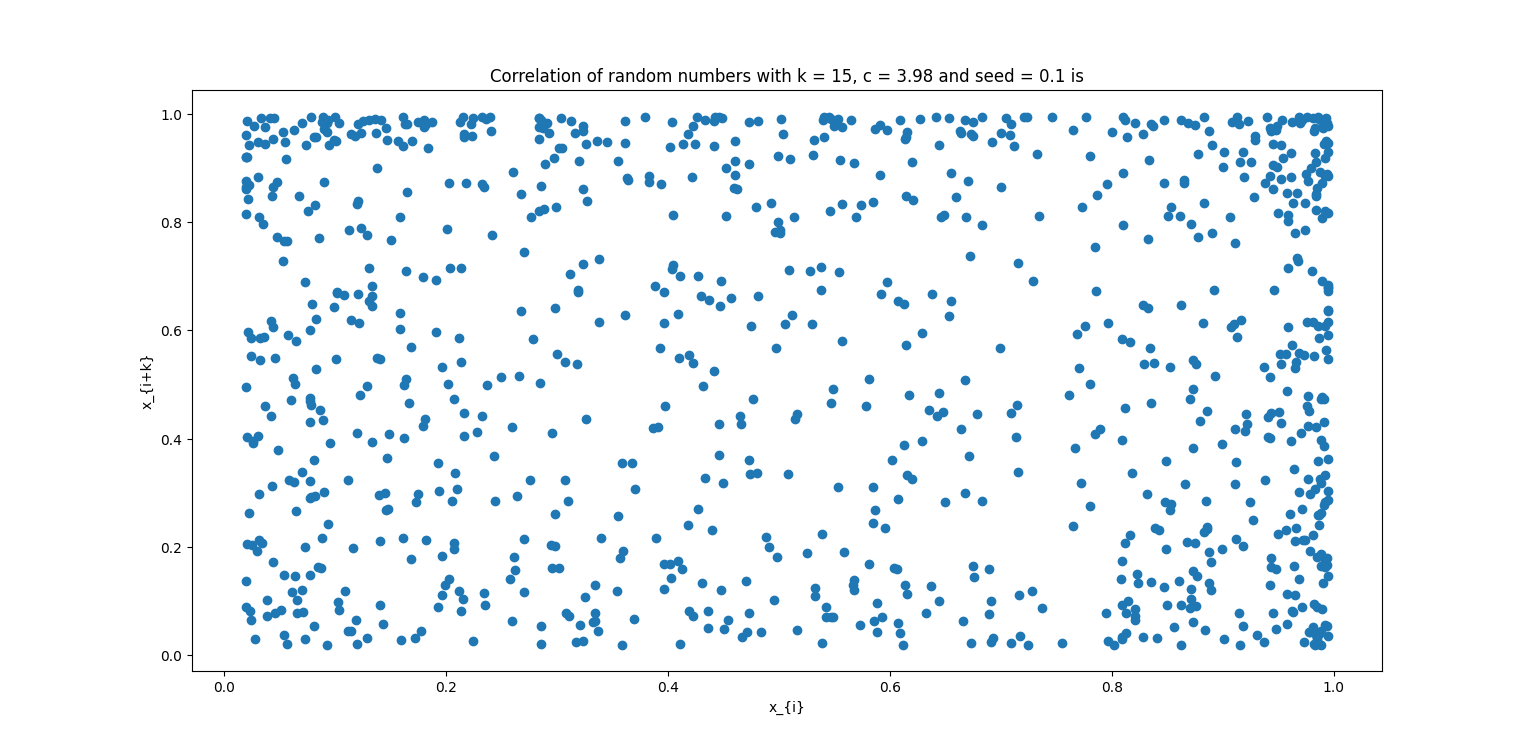 Correlation of random numbers with k = 15, c = 3.98 and seed = 0.1 is
1.0
0.8
0.6
x_{i+k}
0.4
0.2
0.0
0.0 0.2 0.4 0.6 0.8 1.0
x_{i}